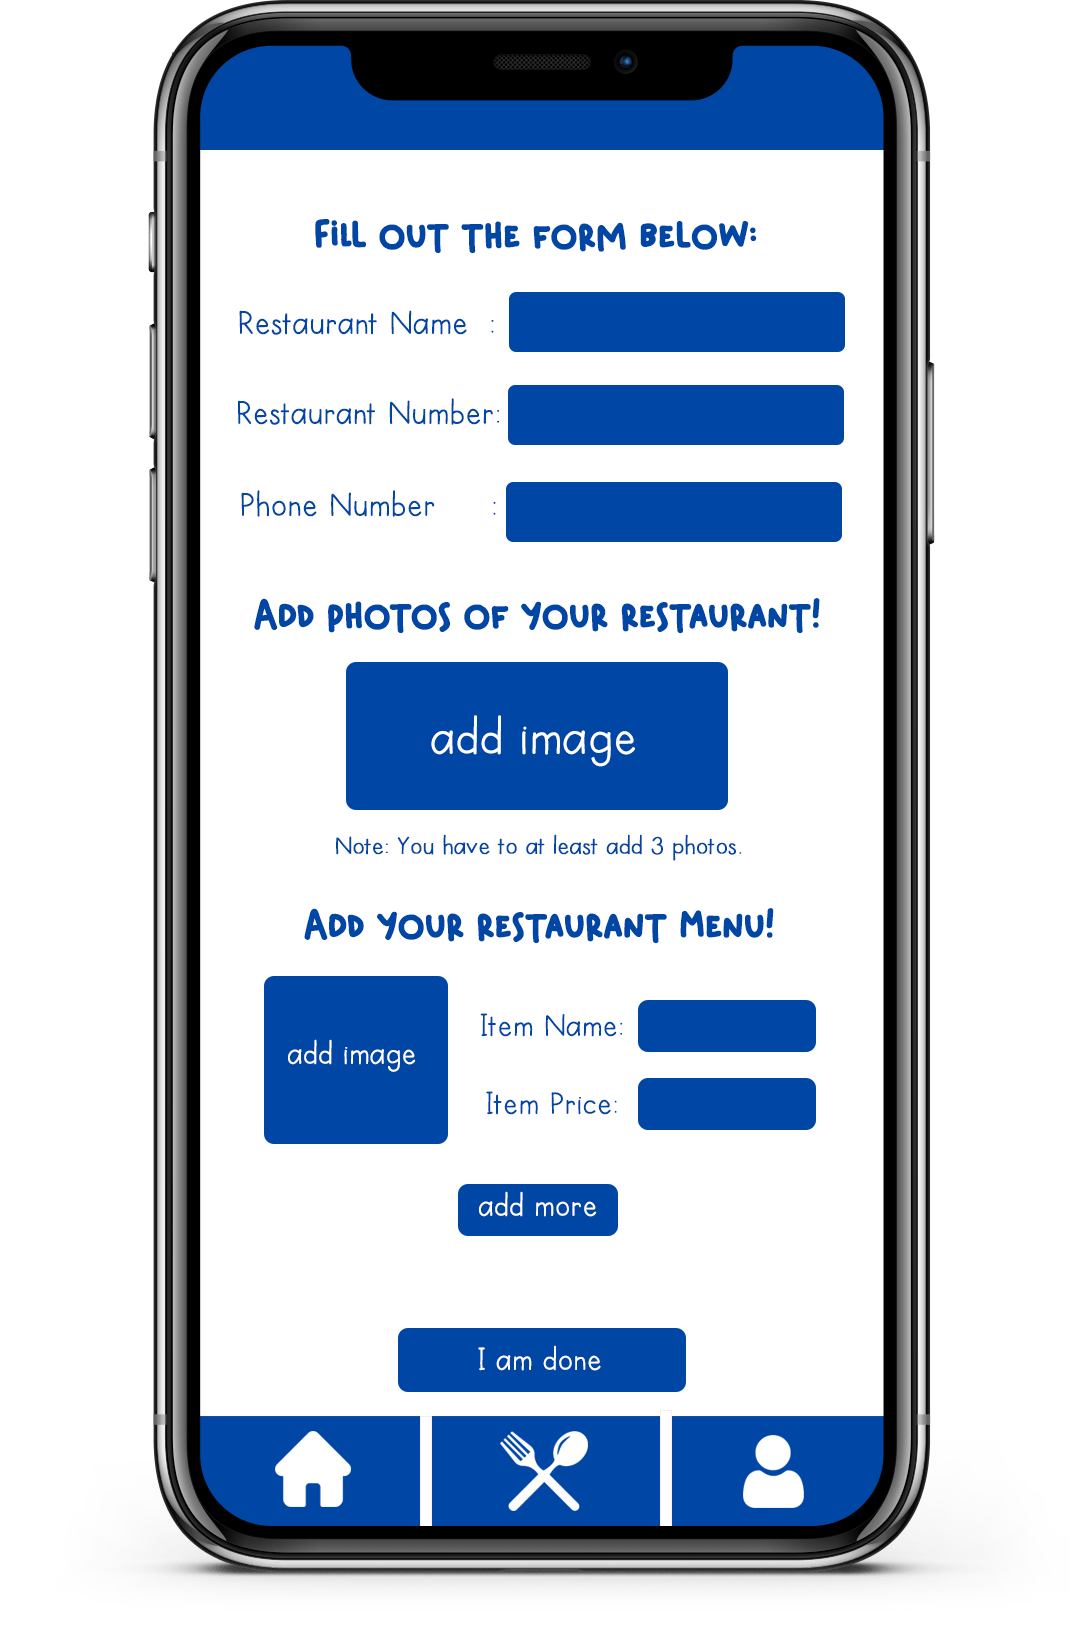 Fill out the form below:
Restaurant Name :
Restaurant Number:
Phone Number :
Add photos of your restaurant!
add image
Note: You have to at least add 3 photos.
Add your restaurant menu!
add image
Item Name:
Item Price:
add more
I am done